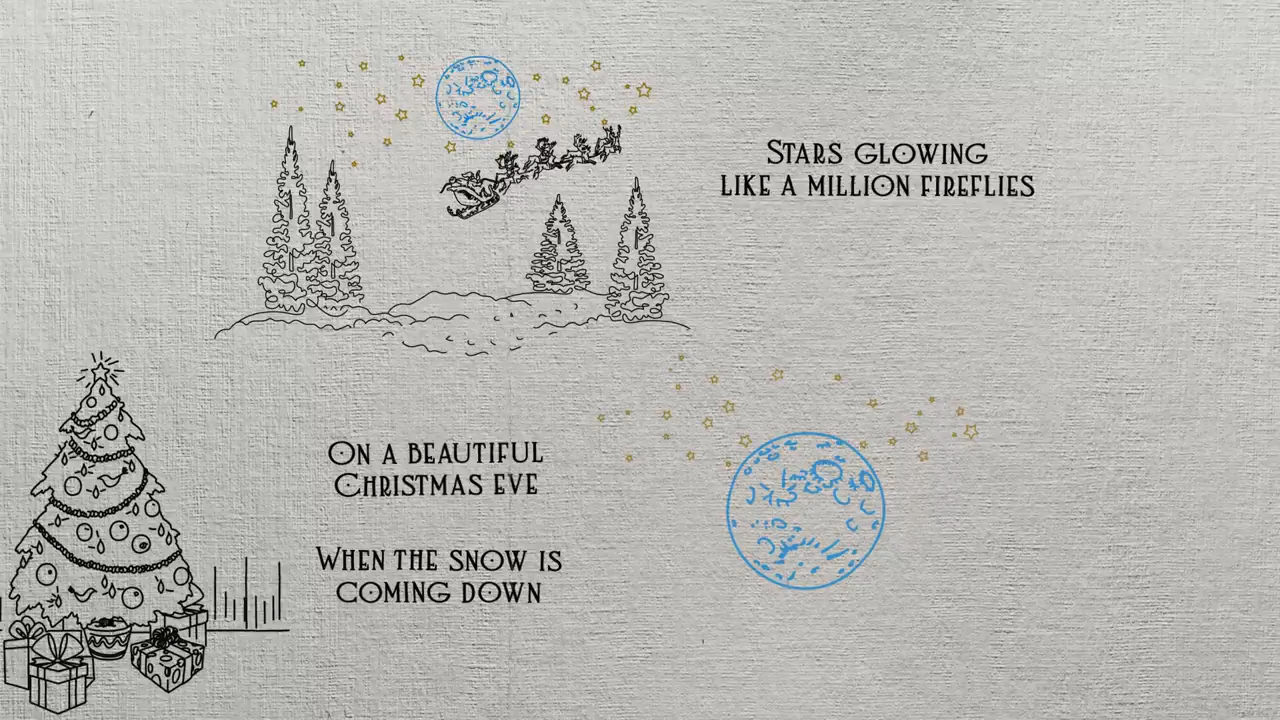 Stars glowing
like a million fireflies
On a beautiful
Christmas eve
When the snow is
coming down